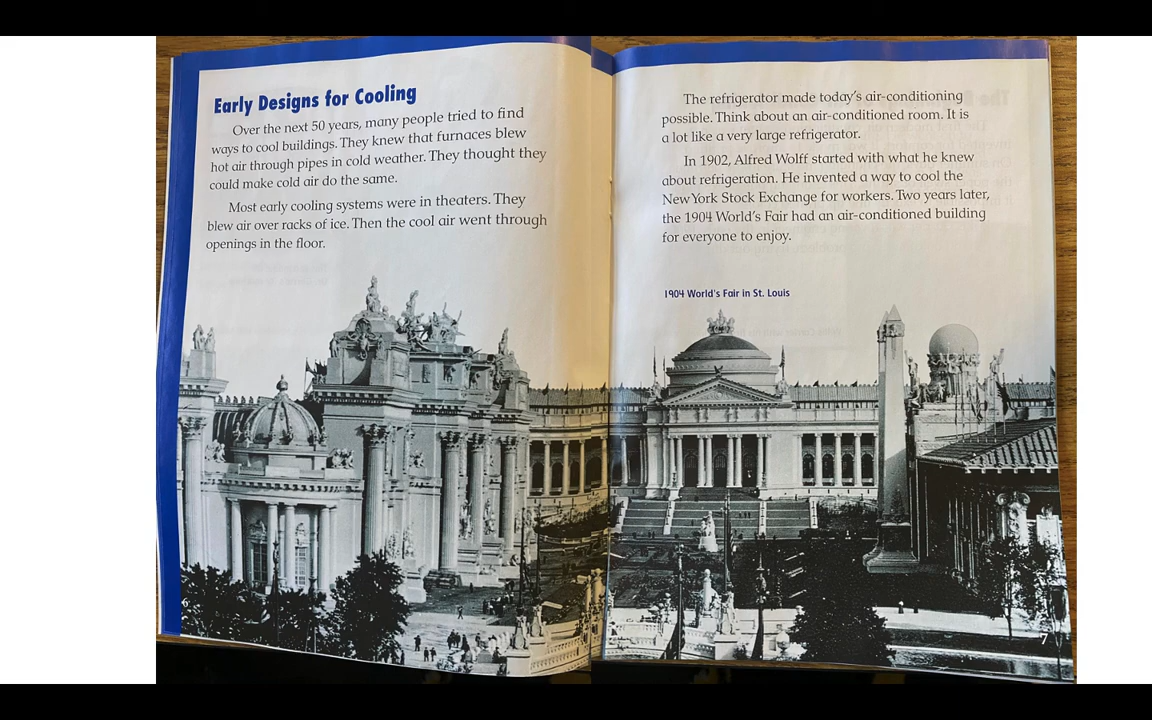 Early Designs for Cooling
Over the next 50 years, many people tried to find
ways to cool buildings. They knew that furnaces blew
hot air through pipes in cold weather. They thought they
could make cold air do the same.
Most early cooling systems were in theaters. They
blew air over racks of ice. Then the cool air went through
openings in the floor.
6
The refrigerator made today's air-conditioning
possible. Think about an air-conditioned room. It is
a lot like a very large refrigerator.
In 1902, Alfred Wolff started with what he knew
about refrigeration. He invented a way to cool the
New York Stock Exchange for workers. Two years later,
the 1904 World's Fair had an air-conditioned building
for everyone to enjoy.
1904 World's Fair in St. Louis
7